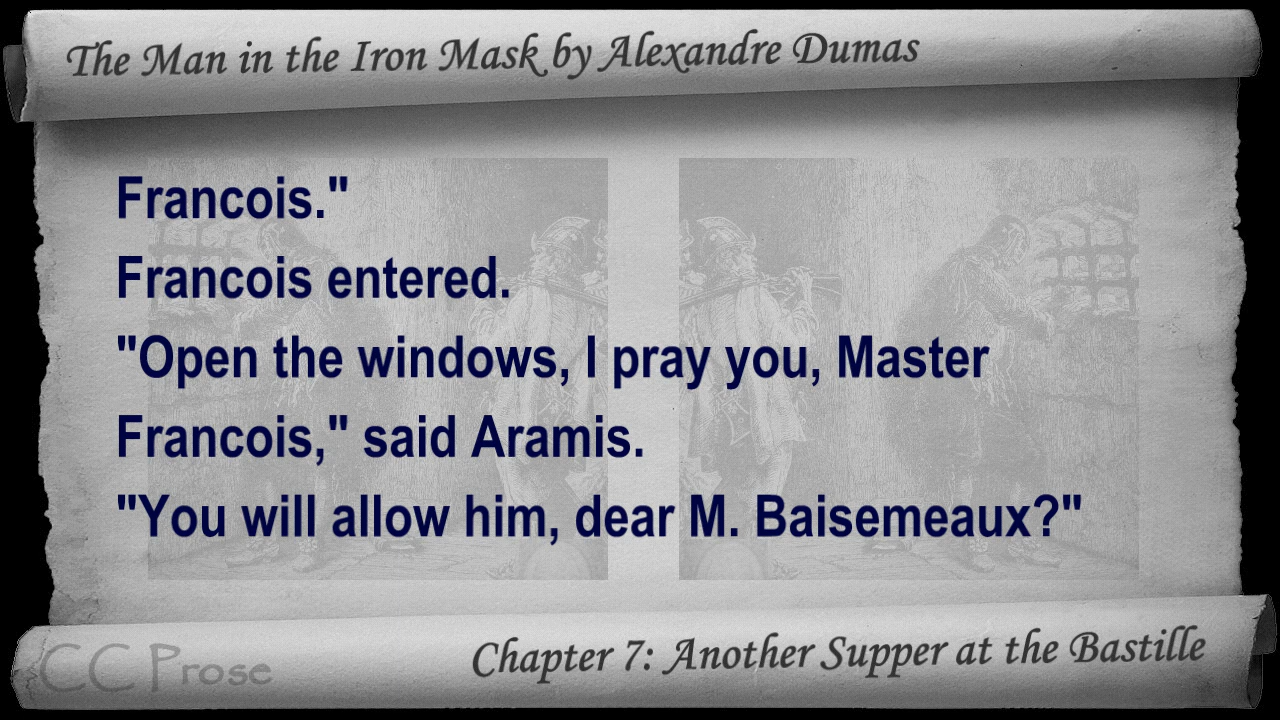 The Man in the Iron Mask by Alexandre Dumas
Francois."
Francois entered.
"Open the windows, I pray you, Master
Francois," said Aramis.
"You will allow him, dear M. Baisemeaux?"
CC Prose
Chapter 7: Another Supper at the Bastille